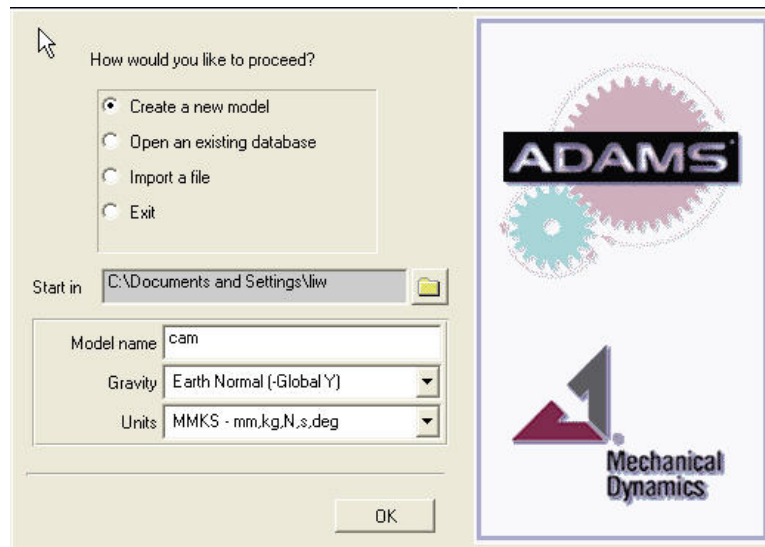 How would you like to proceed?
Create a new model
Open an existing database
Import a file
Exit
Start in C:\Documents and Settings\liw
Model name cam
Gravity Earth Normal (-Global Y)
Units MMKS - mm,kg,N,s,deg
OK
ADAMS
Mechanical
Dynamics